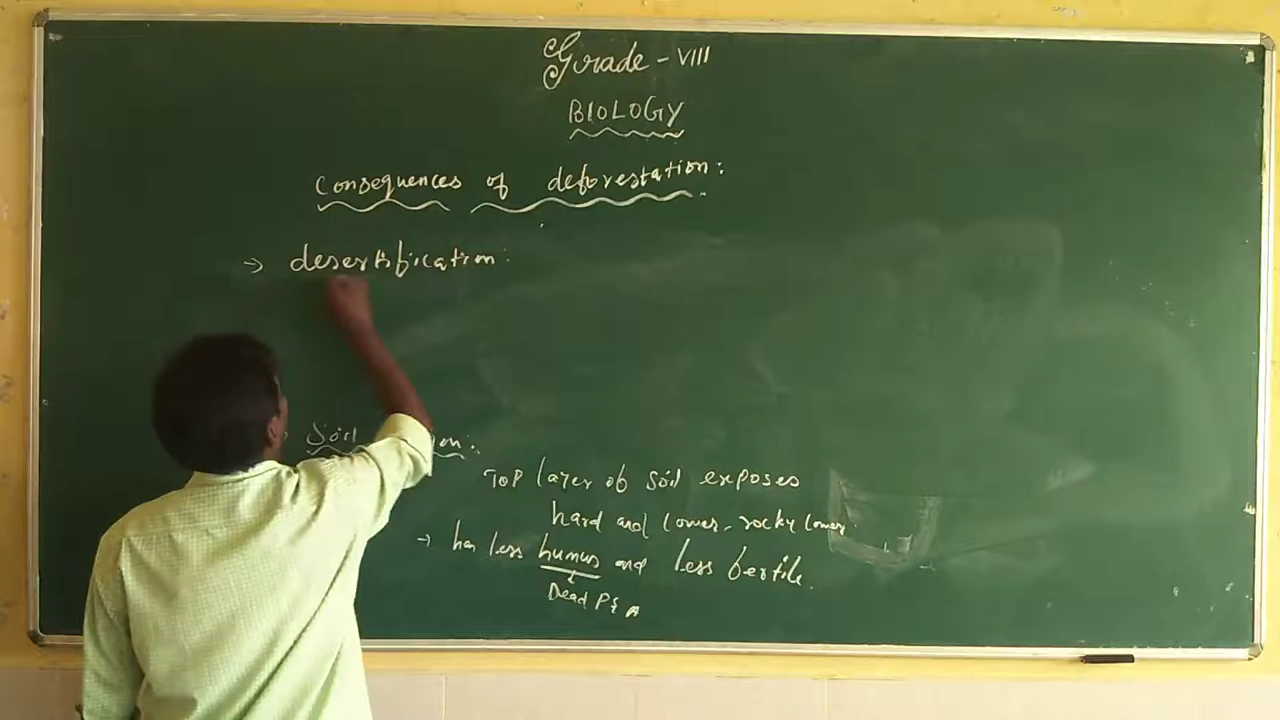 Grade - VIII
BIOLOGY
Consequences of deforestation:
→ desertification:
Soil
Top layer of soil exposes
hard and lower, rocky lower.
→ has less humus and less fertile.
Dead P & A